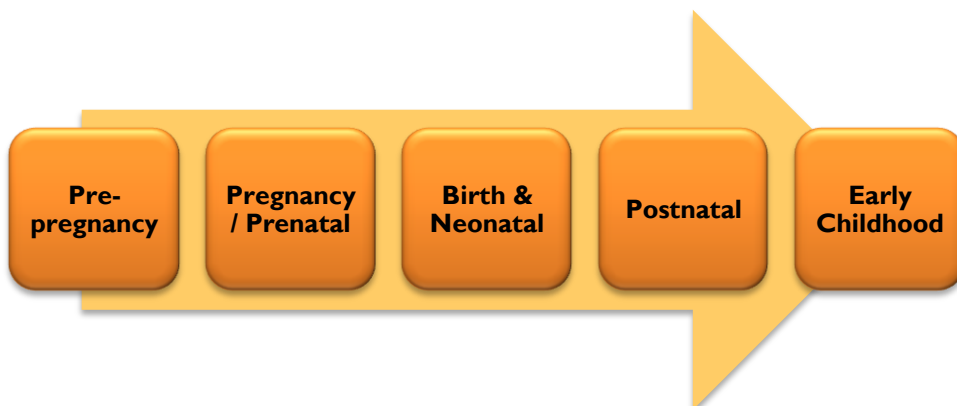 Pre-
pregnancy
Pregnancy
/ Prenatal
Birth &
Neonatal
Postnatal
Early
Childhood